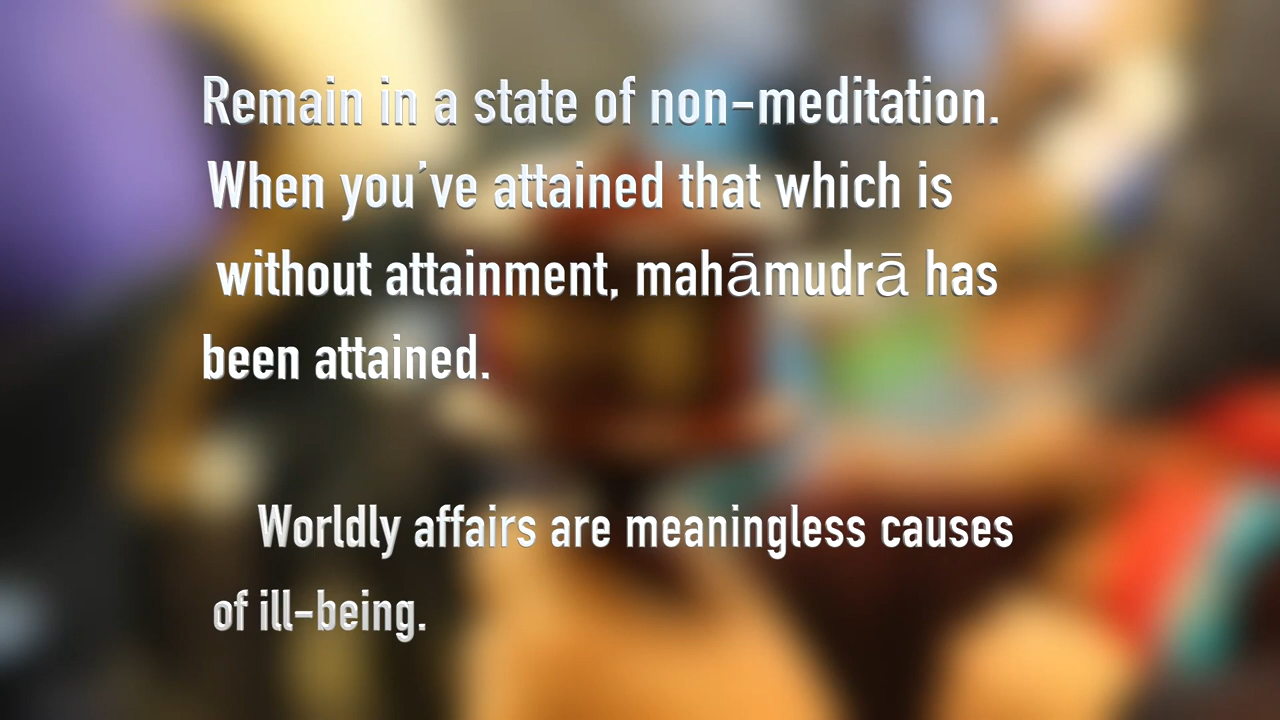 Remain in a state of non-meditation.
When you've attained that which is
without attainment, mahāmudrā has
been attained.
Worldly affairs are meaningless causes
of ill-being.